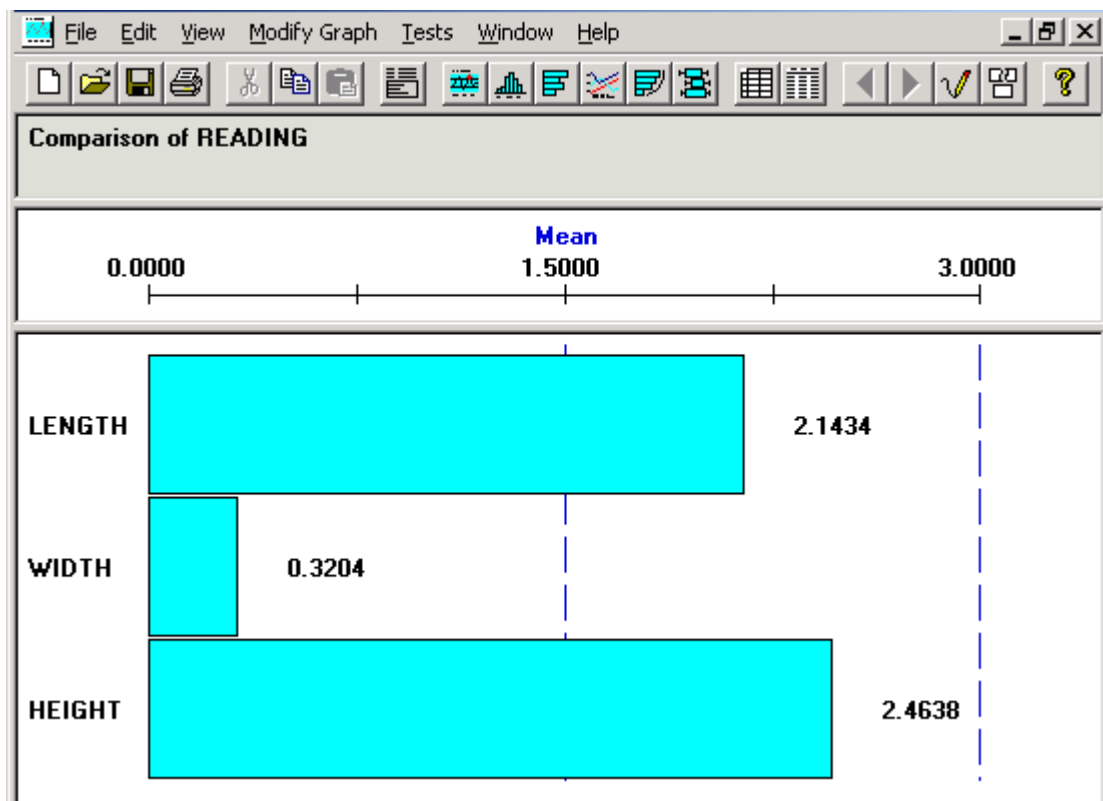 File Edit View Modify Graph Tests Window Help
?
Comparison of READING
Mean
0.0000 1.5000 3.0000
LENGTH 2.1434
WIDTH 0.3204
HEIGHT 2.4638